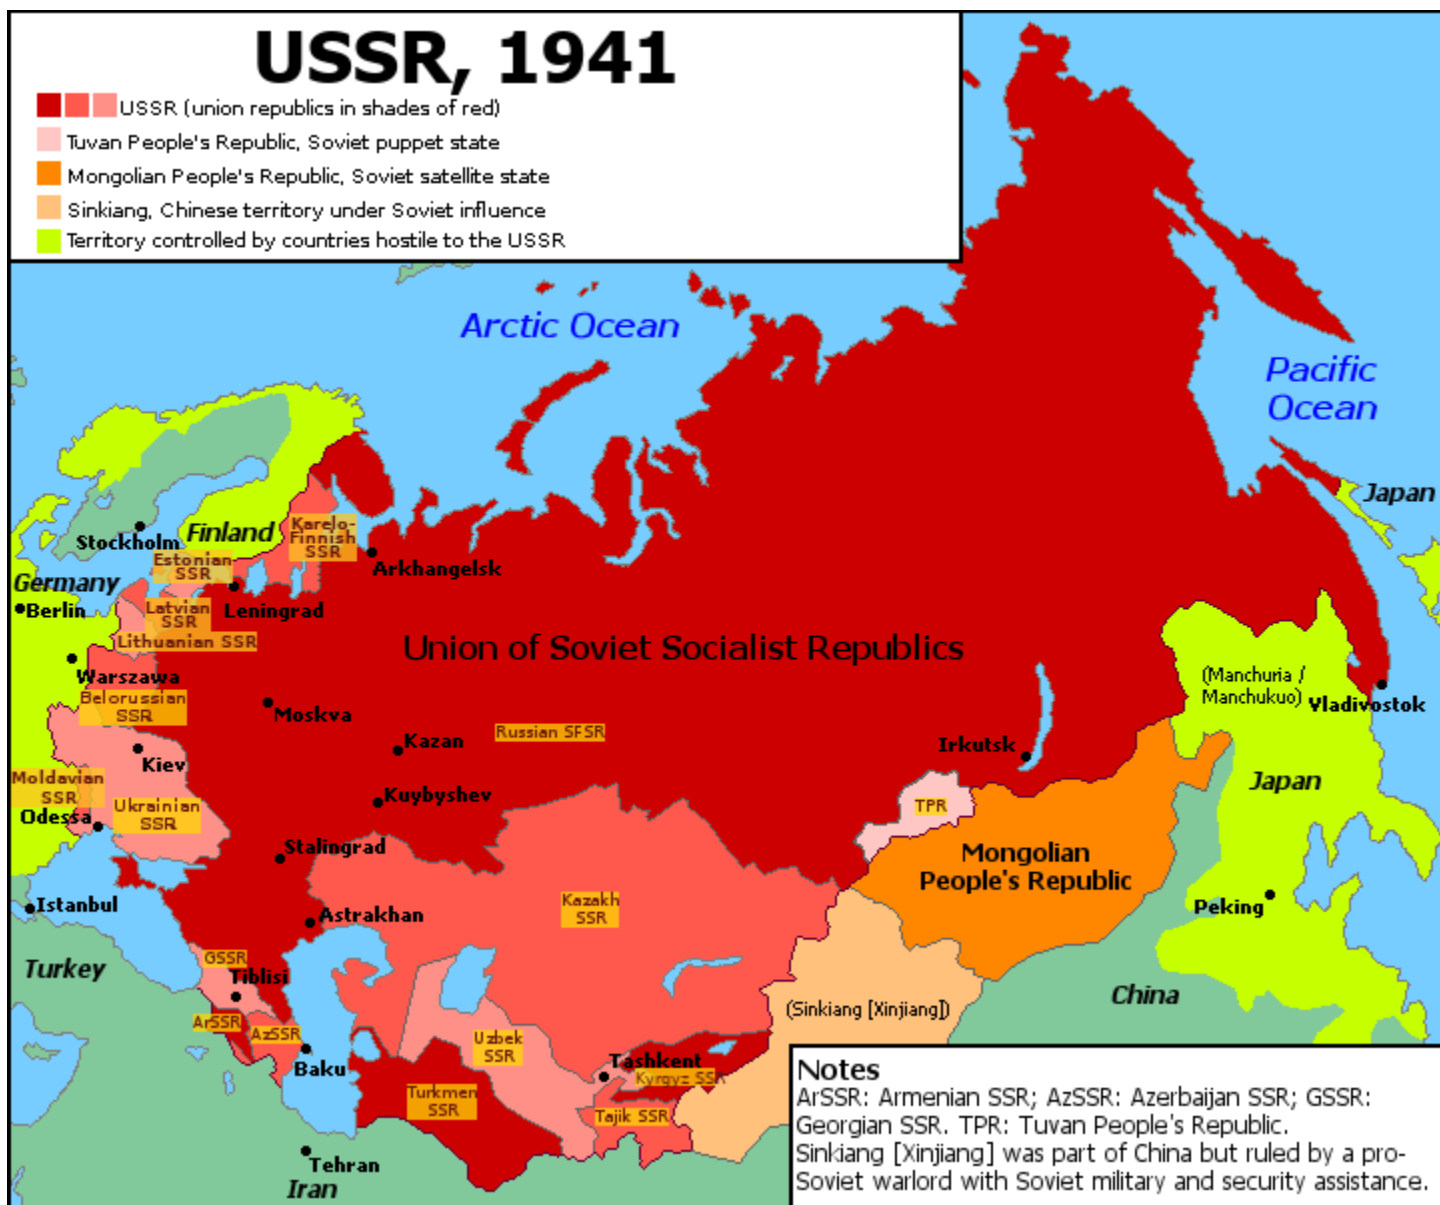 USSR, 1941
USSR (union republics in shades of red)
Tuvan People's Republic, Soviet puppet state
Mongolian People's Republic, Soviet satellite state
Sinkiang, Chinese territory under Soviet influence
Territory controlled by countries hostile to the USSR
Arctic Ocean
Pacific
Ocean
Japan
Finland
Stockholm
Karelo-
Finnish
SSR
Estonian-
SSR
Arkhangelsk
Germany
Berlin
Latvian
SSR
Leningrad
Lithuanian SSR
Union of Soviet Socialist Republics
Warszawa
Belorussian
SSR
Moskva
(Manchuria /
Manchukuo)
Vladivostok
Russian SFSR
Kazan
Irkutsk
Kiev
Moldavian
SSR
Ukrainian
SSR
Odessa
Kuybyshev
TPR
Japan
Stalingrad
Mongolian
People's Republic
Istanbul
Astrakhan
Kazakh
SSR
Peking
Turkey
GSSR
Tiblisi
China
ArSSR
AzSSR
(Sinkiang [Xinjiang])
Uzbek
SSR
Baku
Tashkent
Kyrgyz SSR
Turkmen
SSR
Tajik SSR
Tehran
Iran
Notes
ArSSR: Armenian SSR; AzSSR: Azerbaijan SSR; GSSR:
Georgian SSR. TPR: Tuvan People's Republic.
Sinkiang [Xinjiang] was part of China but ruled by a pro-
Soviet warlord with Soviet military and security assistance.